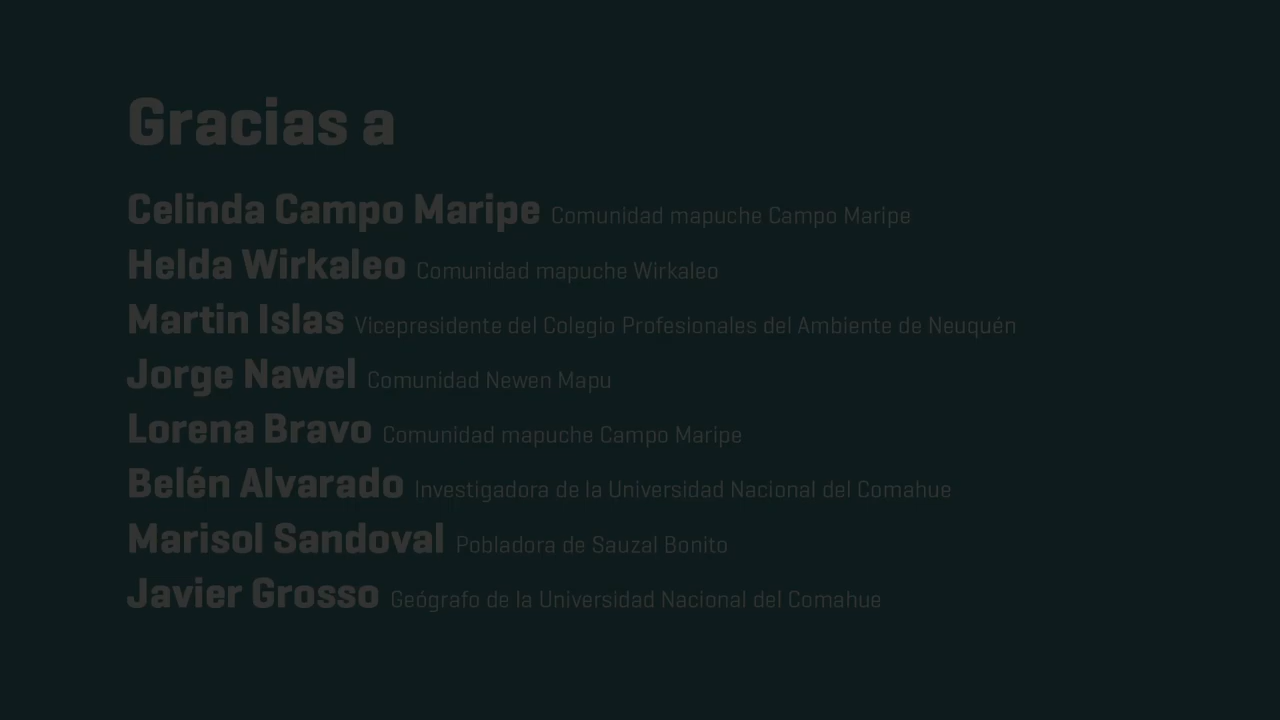 Gracias a
Celinda Campo Maripe Comunidad mapuche Campo Maripe
Helda Wirkaleo Comunidad mapuche Wirkaleo
Martin Islas Vicepresidente del Colegio Profesionales del Ambiente de Neuquén
Jorge Nawel Comunidad Newen Mapu
Lorena Bravo Comunidad mapuche Campo Maripe
Belén Alvarado Investigadora de la Universidad Nacional del Comahue
Marisol Sandoval Pobladora de Sauzal Bonito
Javier Grosso Geógrafo de la Universidad Nacional del Comahue